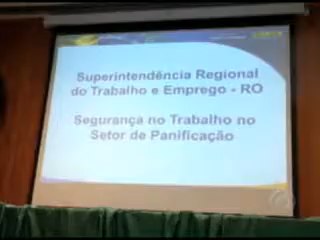 Superintendência Regional
do Trabalho e Emprego - RO
Segurança no Trabalho no
Setor de Panificação